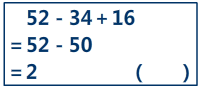 52 - 34 + 16
= 52 - 50
= 2 (    )